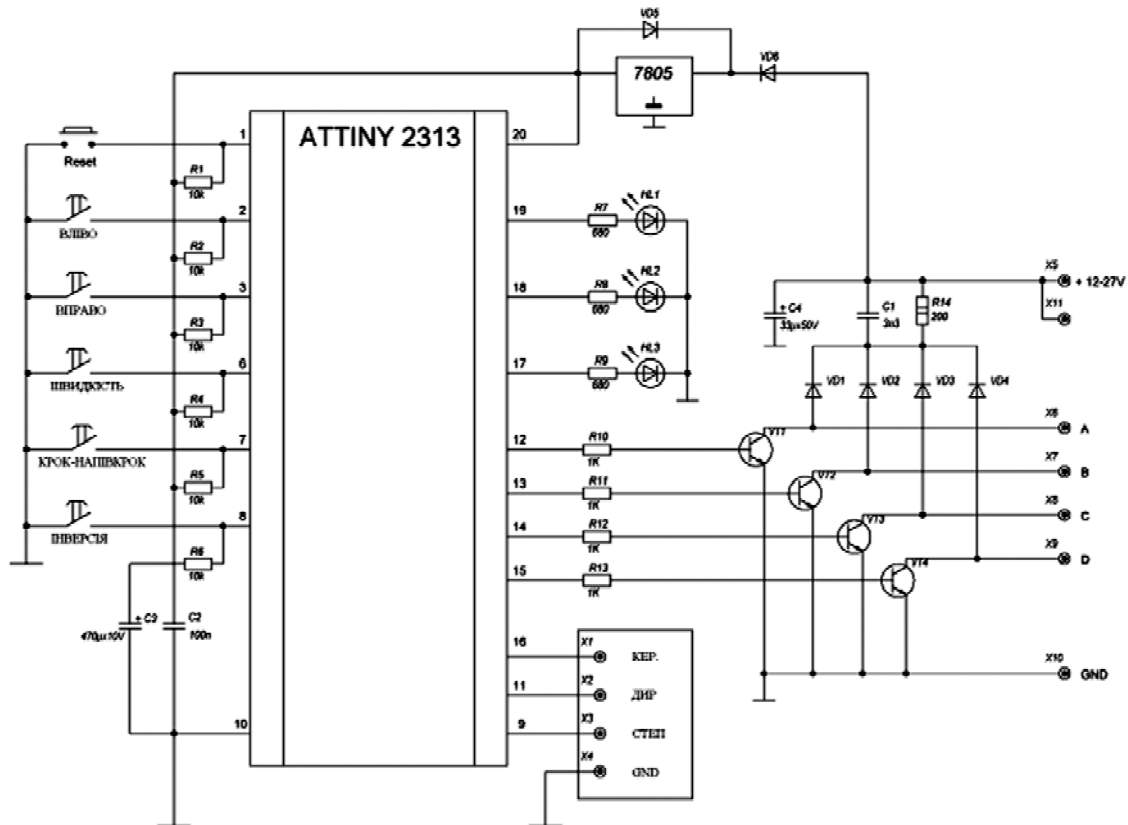 VD5
VD6
7805
ATTINY 2313
1
20
Reset
R1
10k
2
19
R7
680
HL1
ВЛІВО
R2
10k
3
18
R8
680
HL2
ВПРАВО
R3
10k
6
17
R9
680
HL3
ШВИДКІСТЬ
R4
10k
X5
+ 12-27V
X11
+ C4
33µx50V
C1
3n3
R14
200
VD1
VD2
VD3
VD4
7
12
R10
1K
VT1
X6
A
КРОК-НАПІВКРОК
R5
10k
13
R11
1K
VT2
X7
B
8
14
R12
1K
VT3
X8
C
ІНВЕРСІЯ
R6
10k
15
R13
1K
VT4
X9
D
+ C3
470µx10V
C2
100n
16
X1
КЕР.
11
X2
ДИР
10
9
X3
СТЕП
X4
GND
X10
GND